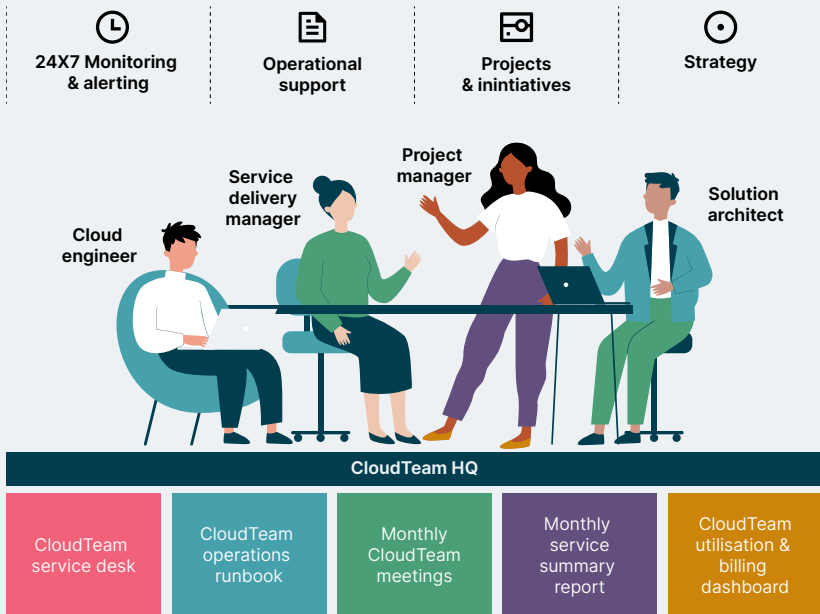 24X7 Monitoring
& alerting
Operational
support
Projects
& inintiatives
Strategy
Cloud
engineer
Service
delivery
manager
Project
manager
Solution
architect
CloudTeam HQ
CloudTeam
service desk
CloudTeam
operations
runbook
Monthly
CloudTeam
meetings
Monthly
service
summary
report
CloudTeam
utilisation &
billing
dashboard